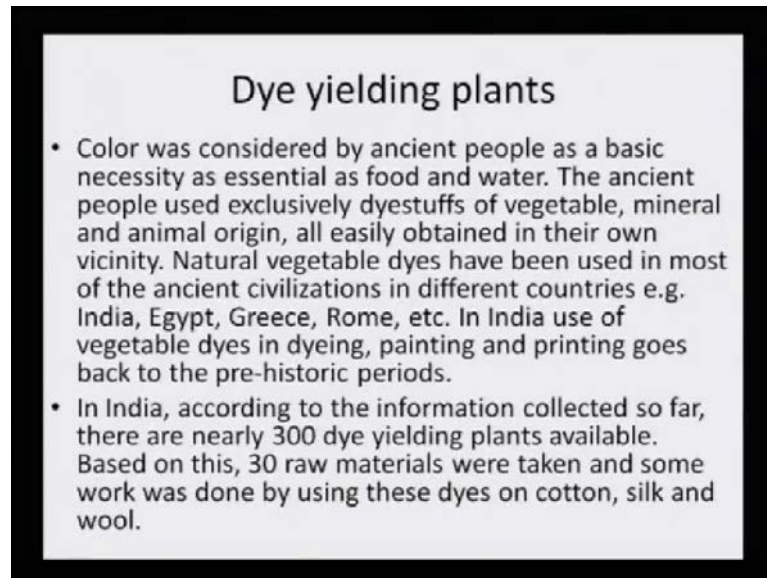 Dye yielding plants
• Color was considered by ancient people as a basic
necessity as essential as food and water. The ancient
people used exclusively dyestuffs of vegetable, mineral
and animal origin, all easily obtained in their own
vicinity. Natural vegetable dyes have been used in most
of the ancient civilizations in different countries e.g.
India, Egypt, Greece, Rome, etc. In India use of
vegetable dyes in dyeing, painting and printing goes
back to the pre-historic periods.
• In India, according to the information collected so far,
there are nearly 300 dye yielding plants available.
Based on this, 30 raw materials were taken and some
work was done by using these dyes on cotton, silk and
wool.